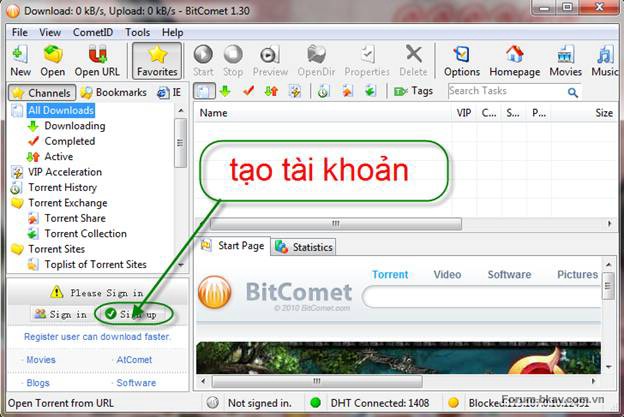 Download: 0 kB/s, Upload: 0 kB/s - BitComet 1.30
File View CometID Tools Help
New Open Open URL Favorites Start Stop Preview OpenDir Properties Delete Options Homepage Movies Music
Channels Bookmarks IE
Tags Search Tasks
All Downloads
Downloading
Completed
Active
VIP Acceleration
Torrent History
Torrent Exchange
Torrent Share
Torrent Collection
Torrent Sites
Toplist of Torrent Sites
Name VIP C... S... P... Size
tạo tài khoản
Start Page Statistics
Torrent Video Software Pictures
BitComet
© 2010 BitComet.com
Please Sign in
Sign in Sign up
Register user can download faster.
· Movies · AtComet
· Blogs · Software
Open Torrent from URL Not signed in. DHT Connected: 1408 Blocked:
Forum.bkav.com.vn